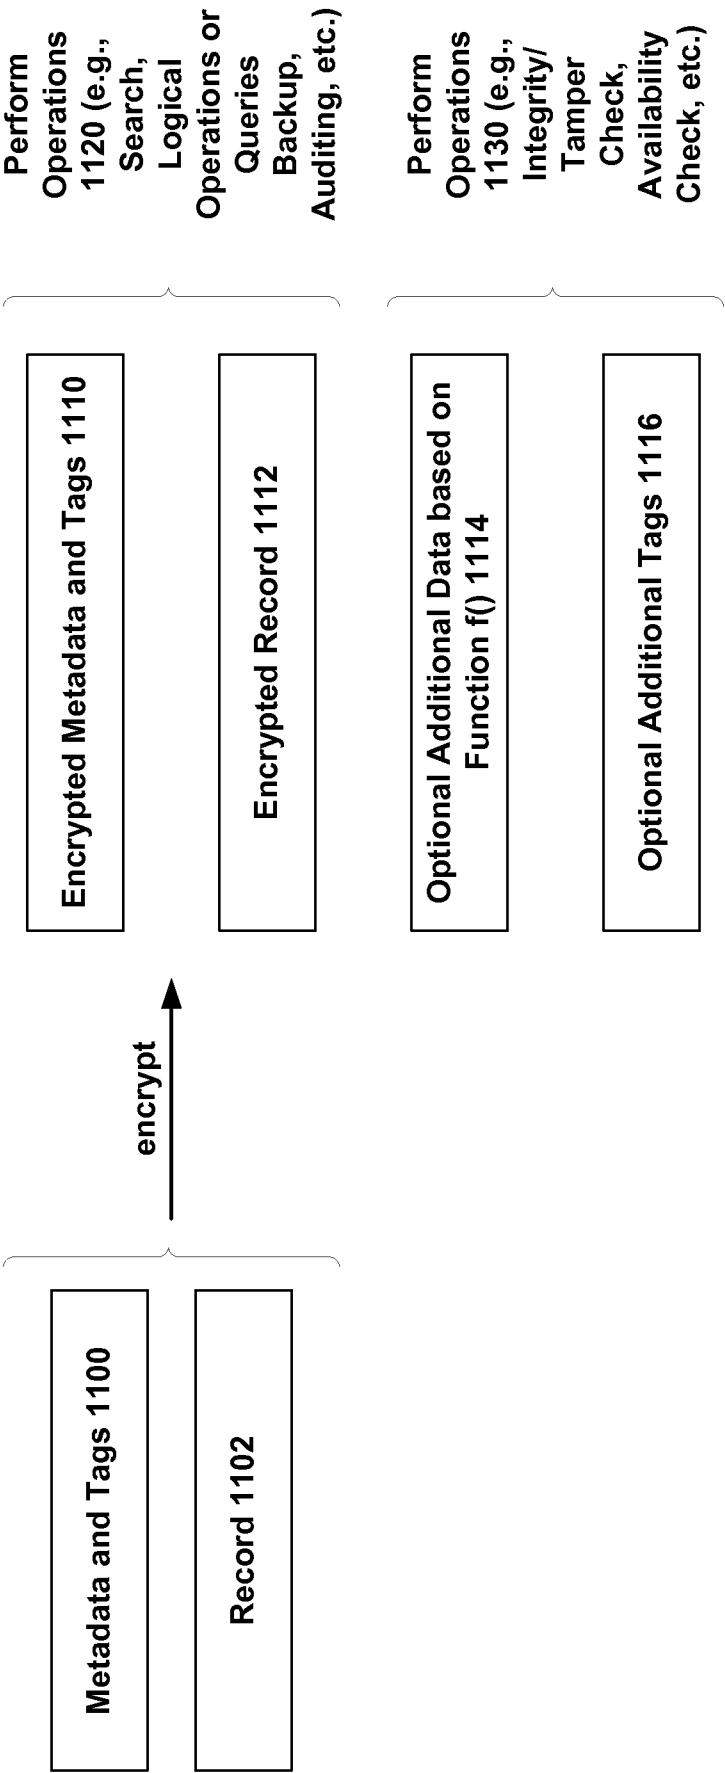 Metadata and Tags 1100
Record 1102
encrypt
Encrypted Metadata and Tags 1110
Encrypted Record 1112
Optional Additional Data based on
Function f() 1114
Optional Additional Tags 1116
Perform
Operations
1120 (e.g.,
Search,
Logical
Operations or
Queries
Backup,
Auditing, etc.)
Perform
Operations
1130 (e.g.,
Integrity/
Tamper
Check,
Availability
Check, etc.)